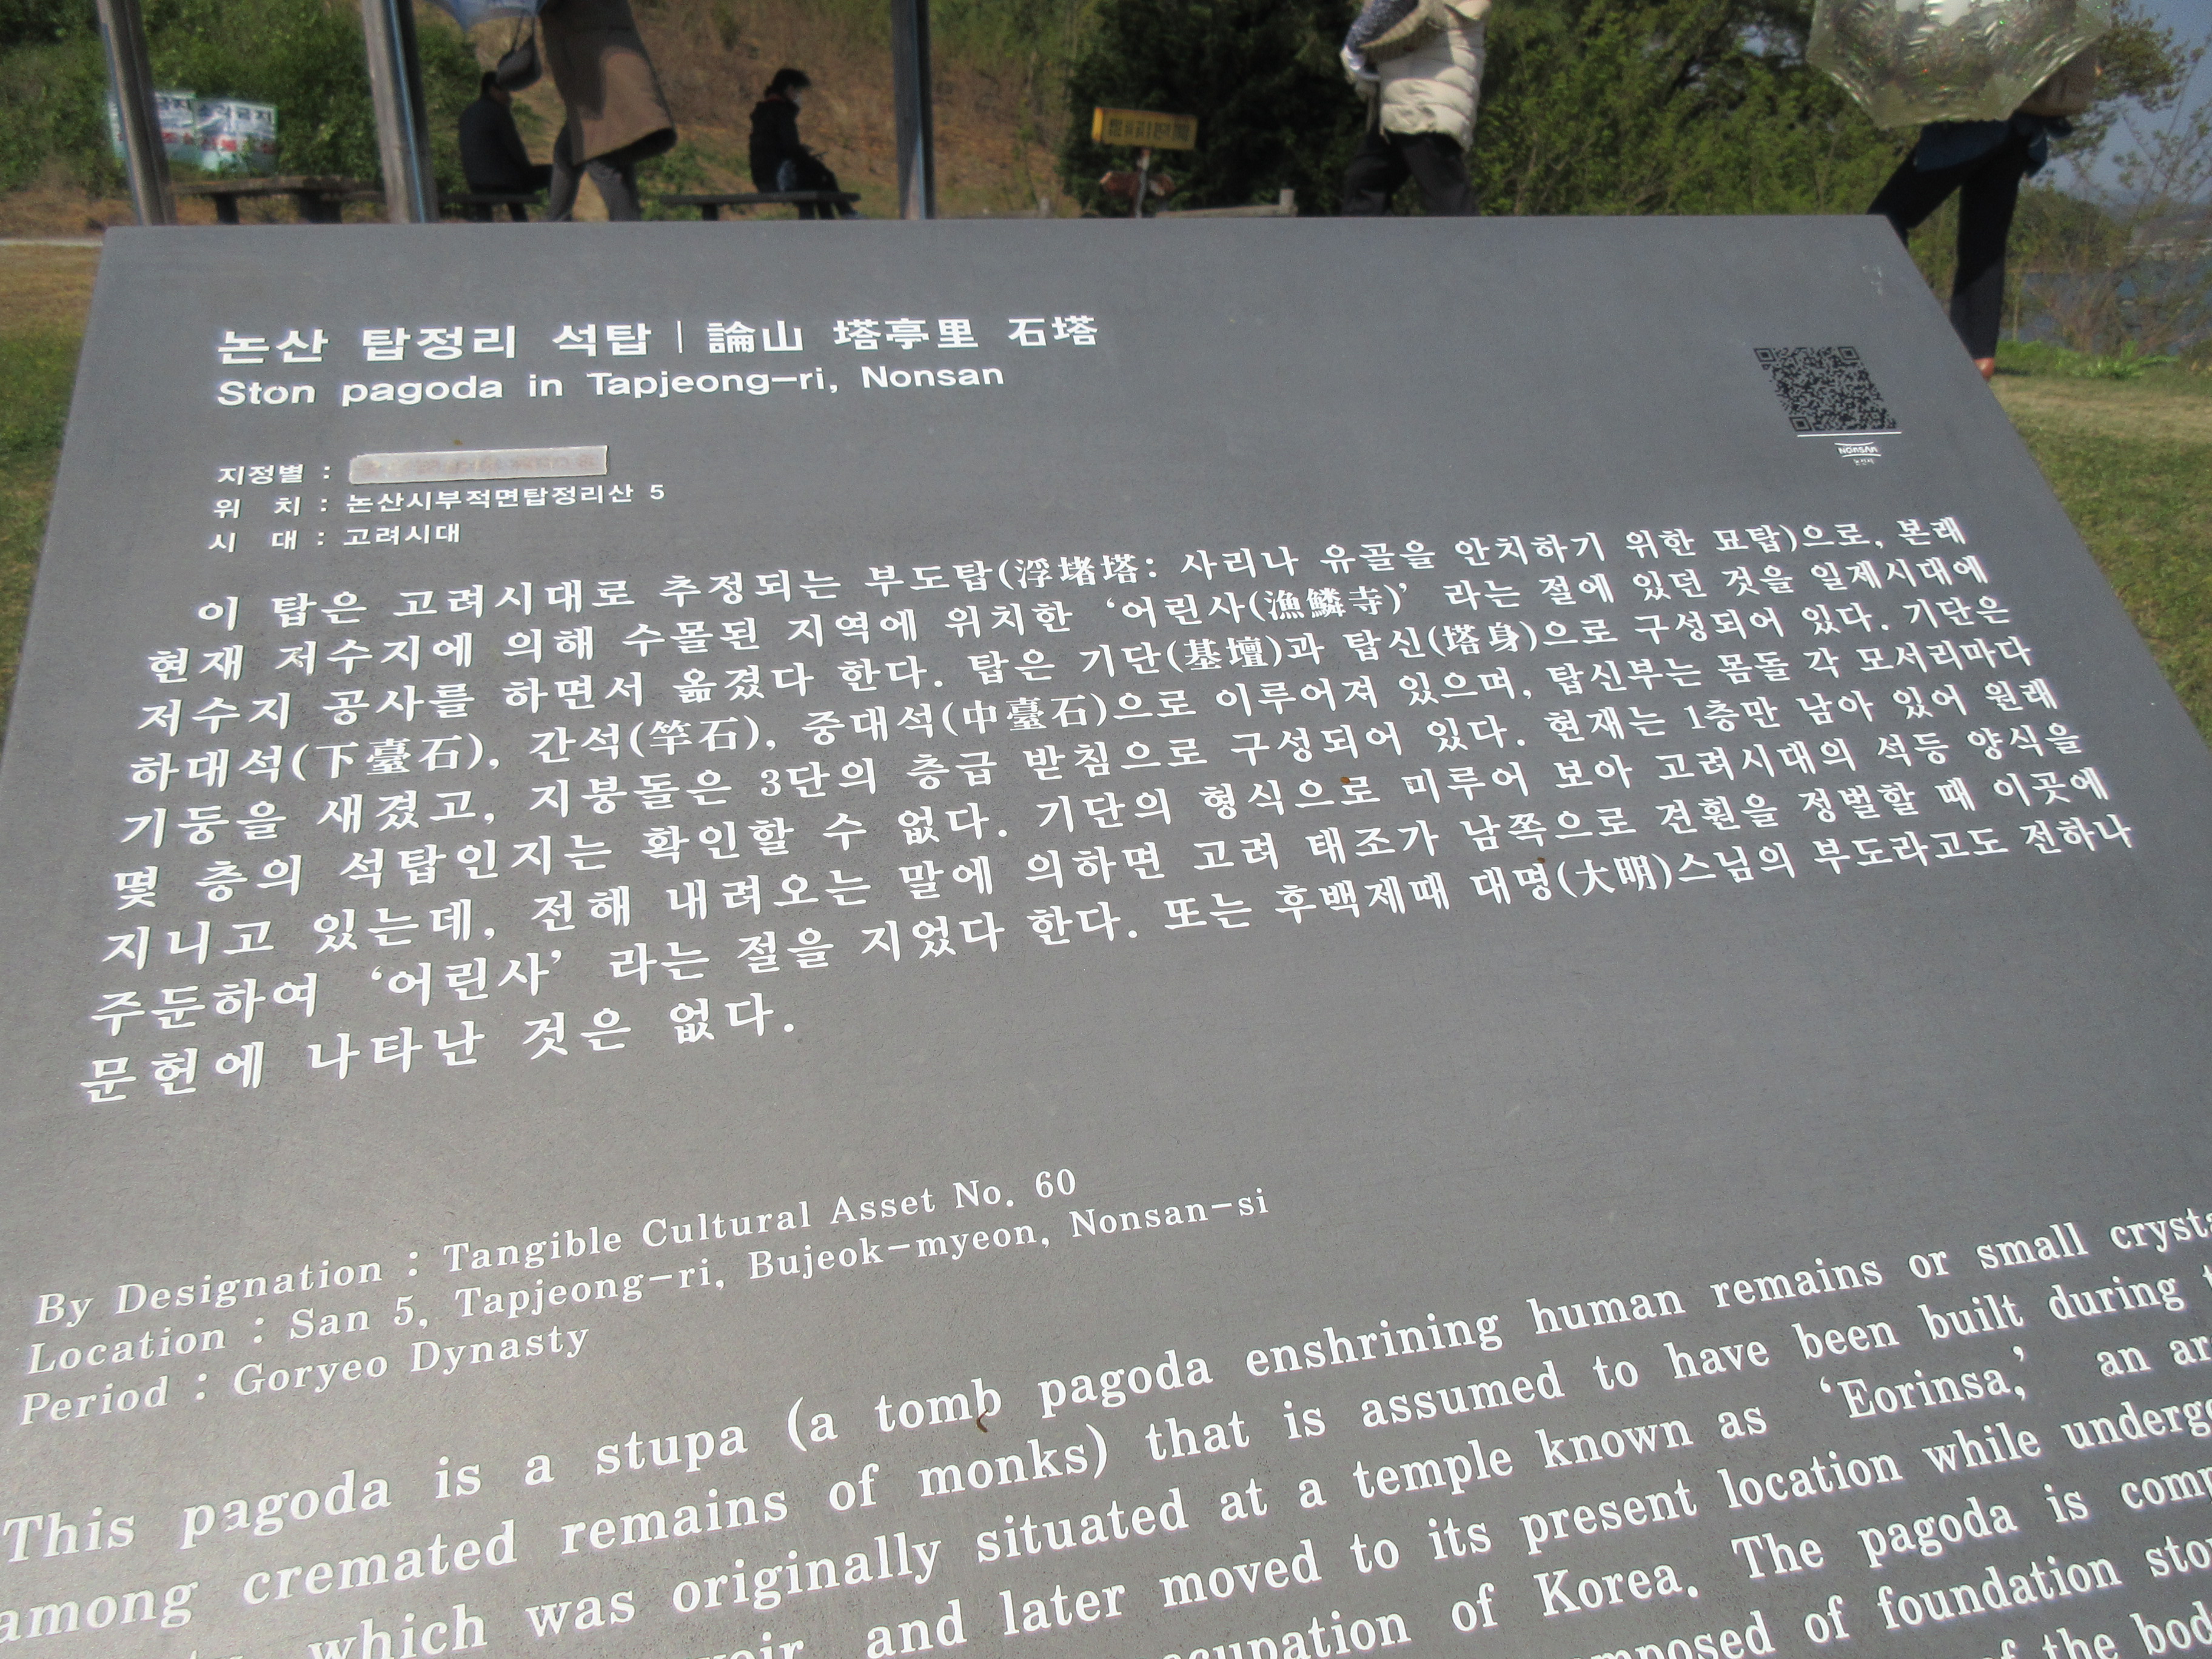 논산 탑정리 석탑 | 論山 塔亭里 石塔
Ston pagoda in Tapjeong-ri, Nonsan
NONSAN
논산시
지정별 :
위 치 : 논산시부적면탑정리산 5
시 대 : 고려시대
이 탑은 고려시대로 추정되는 부도탑(浮堵塔: 사리나 유골을 안치하기 위한 묘탑)으로, 본래
현재 저수지에 의해 수몰된 지역에 위치한 ‘어린사(漁鱗寺)’ 라는 절에 있던 것을 일제시대에
저수지 공사를 하면서 옮겼다 한다. 탑은 기단(基壇)과 탑신(塔身)으로 구성되어 있다. 기단은
하대석(下臺石), 간석(竿石), 중대석(中臺石)으로 이루어져 있으며, 탑신부는 몸돌 각 모서리마다
기둥을 새겼고, 지붕돌은 3단의 층급 받침으로 구성되어 있다. 현재는 1층만 남아 있어 원래
몇 층의 석탑인지는 확인할 수 없다. 기단의 형식으로 미루어 보아 고려시대의 석등 양식을
지니고 있는데, 전해 내려오는 말에 의하면 고려 태조가 남쪽으로 견훤을 정벌할 때 이곳에
주둔하여 ‘어린사’ 라는 절을 지었다 한다. 또는 후백제때 대명(大明)스님의 부도라고도 전하나
문헌에 나타난 것은 없다.
By Designation : Tangible Cultural Asset No. 60
Location : San 5, Tapjeong-ri, Bujeok-myeon, Nonsan-si
Period : Goryeo Dynasty
This pagoda is a stupa (a tomb pagoda enshrining human remains or small
among cremated remains of monks) that is assumed to have been built during
which was originally situated at a temple known as ‘Eorinsa,’ an
and later moved to its present location while
of Korea. The pagoda is
of foundation
of the